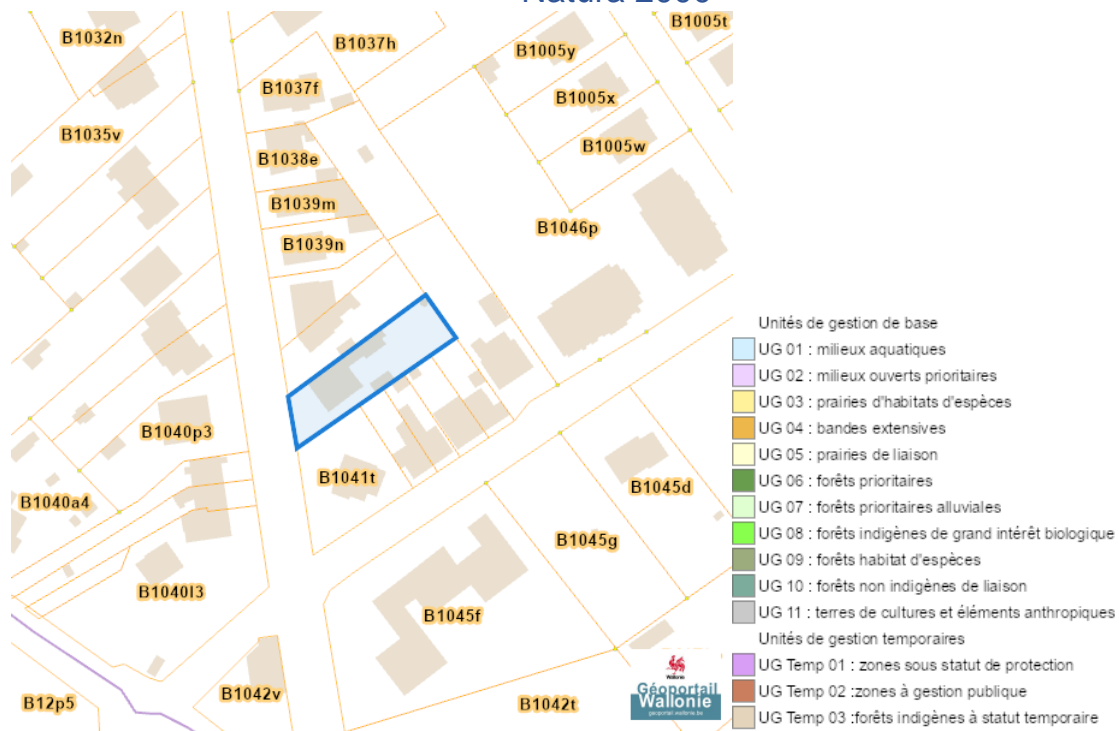 Natura 2000
B1032n
B1037h
B1005t
B1005y
B1037f
B1005x
B1035v
B1005w
B1038e
B1039m
B1046p
B1039n
B1040p3
B1041t
B1045d
B1040a4
B1045g
B1040l3
B1045f
B1042v
B12p5
B1042t
Wallonie
Géoportail
Wallonie
geoportail.wallonie.be
Unités de gestion de base
UG 01 : milieux aquatiques
UG 02 : milieux ouverts prioritaires
UG 03 : prairies d'habitats d'espèces
UG 04 : bandes extensives
UG 05 : prairies de liaison
UG 06 : forêts prioritaires
UG 07 : forêts prioritaires alluviales
UG 08 : forêts indigènes de grand intérêt biologique
UG 09 : forêts habitat d'espèces
UG 10 : forêts non indigènes de liaison
UG 11 : terres de cultures et éléments anthropiques
Unités de gestion temporaires
UG Temp 01 : zones sous statut de protection
UG Temp 02 :zones à gestion publique
UG Temp 03 :forêts indigènes à statut temporaire